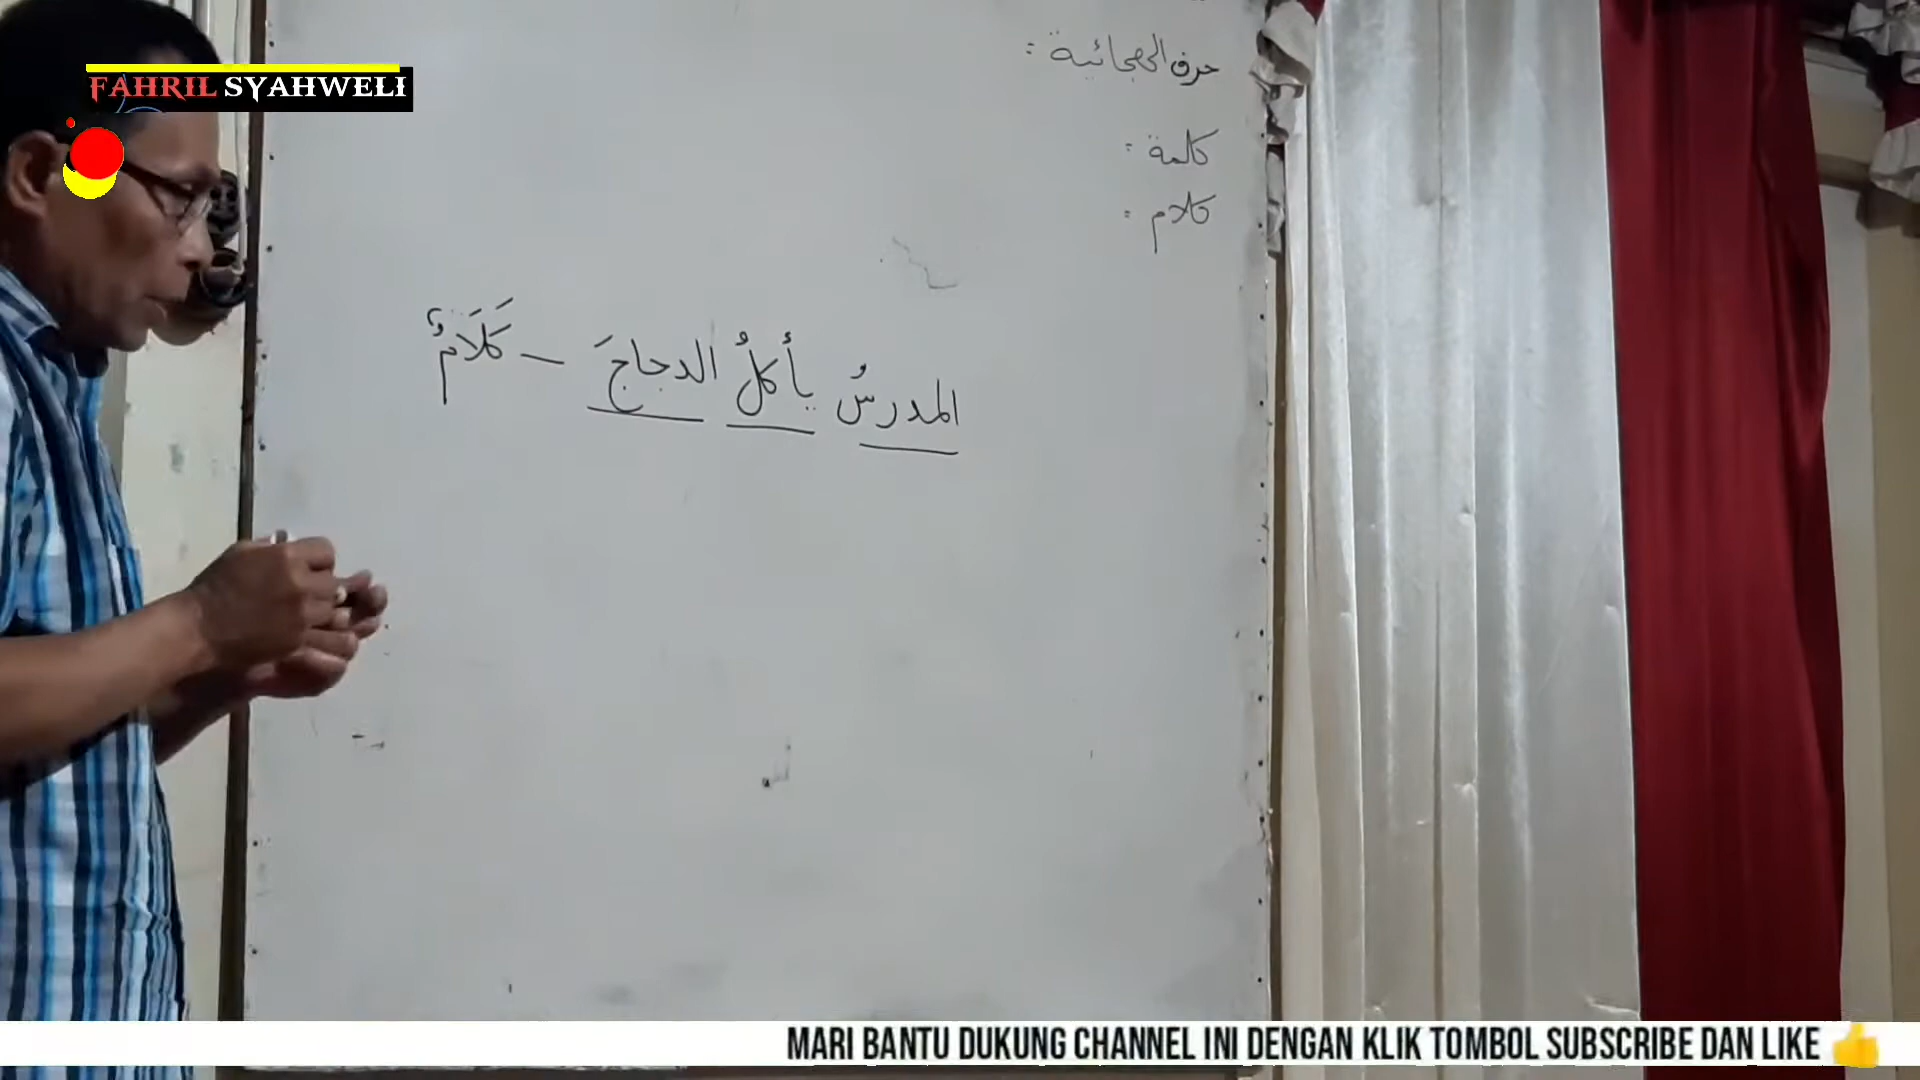 FAHRIL SYAHWELI
حرف الهجائية :
كلمة :
كلام :
المدرسُ يأكلُ الدجاجَ – كَلَامٌ
MARI BANTU DUKUNG CHANNEL INI DENGAN KLIK TOMBOL SUBSCRIBE DAN LIKE